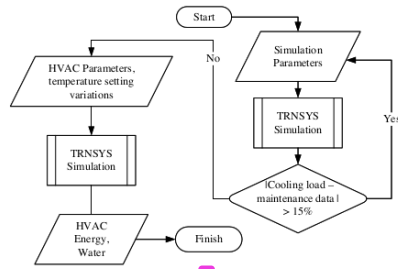 Start
Simulation
Parameters
TRNSYS
Simulation
|Cooling load –
maintenance data |
> 15%
Yes
No
HVAC Parameters,
temperature setting
variations
TRNSYS
Simulation
HVAC
Energy,
Water
Finish